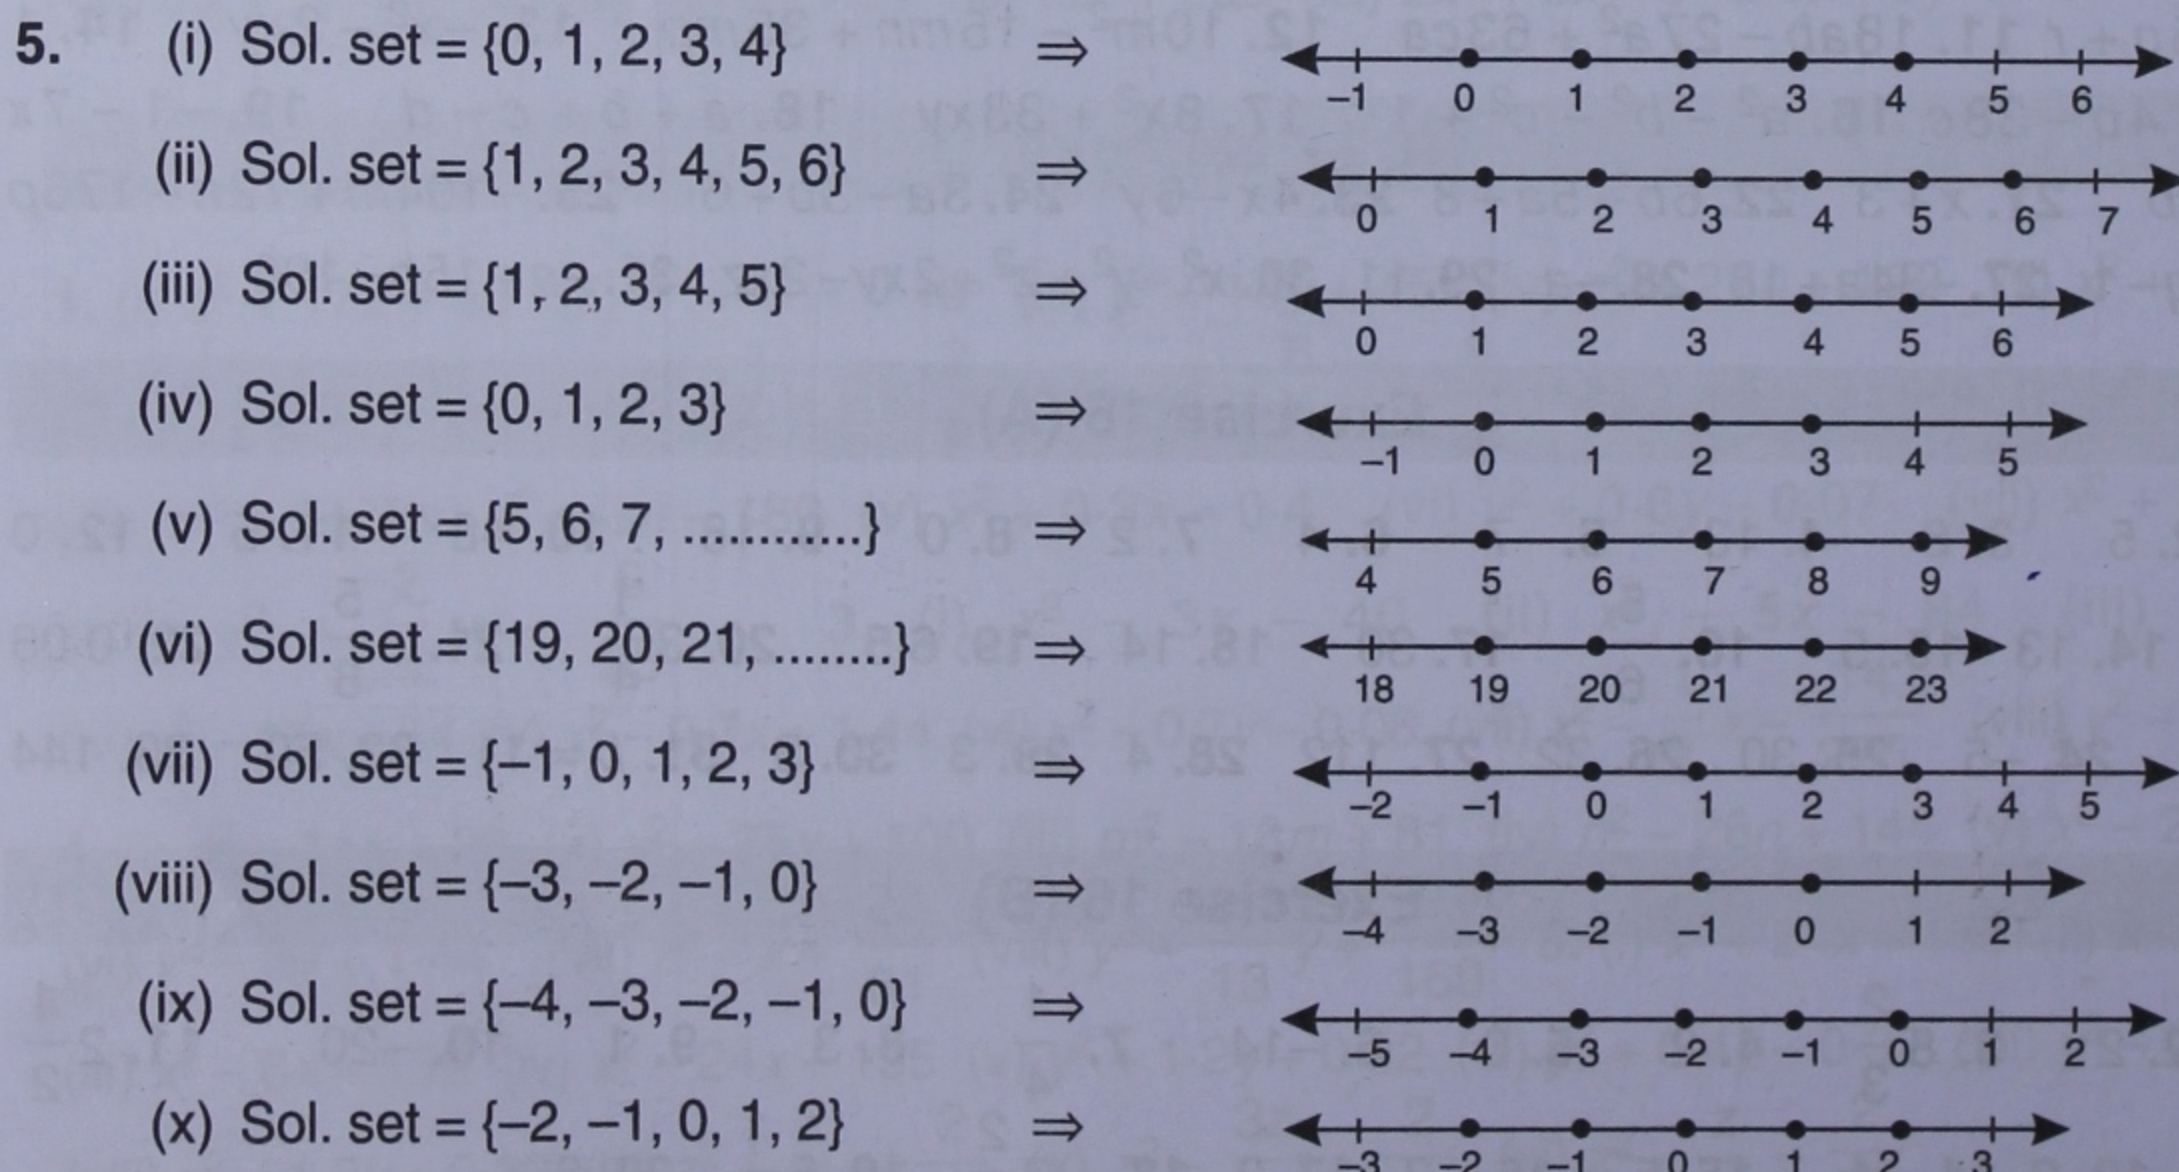 5. (i) Sol. set = {0, 1, 2, 3, 4} ⇒
–1 0 1 2 3 4 5 6
(ii) Sol. set = {1, 2, 3, 4, 5, 6} ⇒
0 1 2 3 4 5 6 7
(iii) Sol. set = {1, 2, 3, 4, 5} ⇒
0 1 2 3 4 5 6
(iv) Sol. set = {0, 1, 2, 3} ⇒
–1 0 1 2 3 4 5
(v) Sol. set = {5, 6, 7, ............} ⇒
4 5 6 7 8 9
(vi) Sol. set = {19, 20, 21, ........} ⇒
18 19 20 21 22 23
(vii) Sol. set = {–1, 0, 1, 2, 3} ⇒
–2 –1 0 1 2 3 4 5
(viii) Sol. set = {–3, –2, –1, 0} ⇒
–4 –3 –2 –1 0 1 2
(ix) Sol. set = {–4, –3, –2, –1, 0} ⇒
–5 –4 –3 –2 –1 0 1 2
(x) Sol. set = {–2, –1, 0, 1, 2} ⇒
–3 –2 –1 0 1 2 3